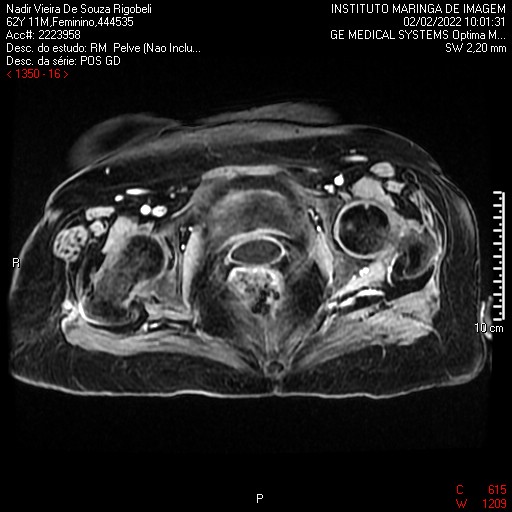 Nadir Vieira De Souza Rigobeli
62Y 11M,Feminino,444535
Acc#: 2223958
Desc. do estudo: RM  Pelve (Nao Inclu...
Desc. da série: POS GD
< 1350 - 16 >
INSTITUTO MARINGA DE IMAGEM
02/02/2022 10:01:31
GE MEDICAL SYSTEMS Optima M...
SW 2,20 mm
R
10 cm
P
C 615
W 1209